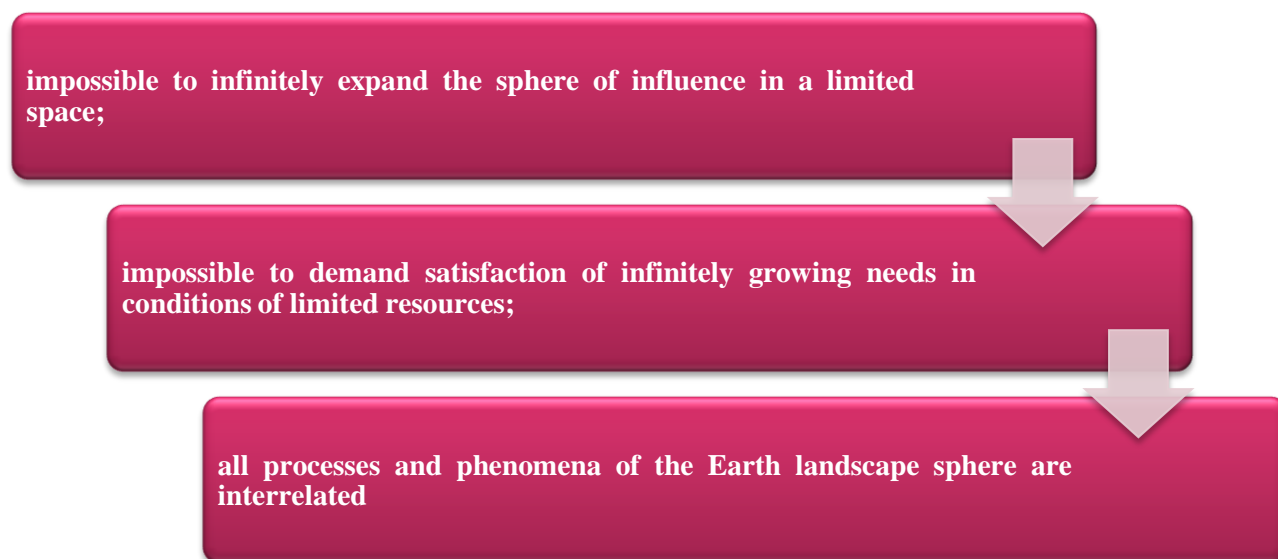 impossible to infinitely expand the sphere of influence in a limited
space;
impossible to demand satisfaction of infinitely growing needs in
conditions of limited resources;
all processes and phenomena of the Earth landscape sphere are
interrelated